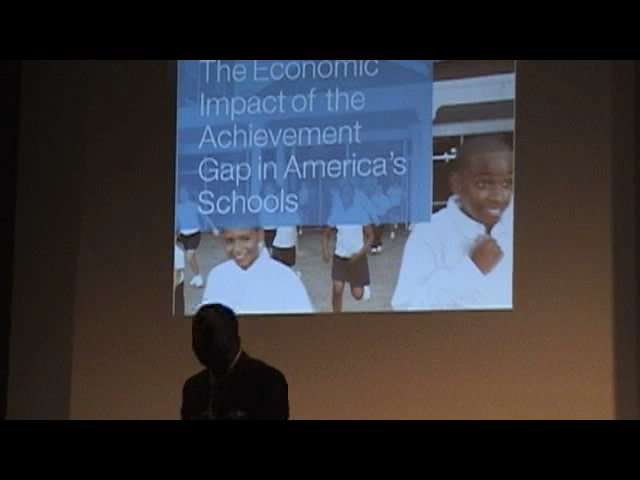 The Economic
Impact of the
Achievement
Gap in America's
Schools